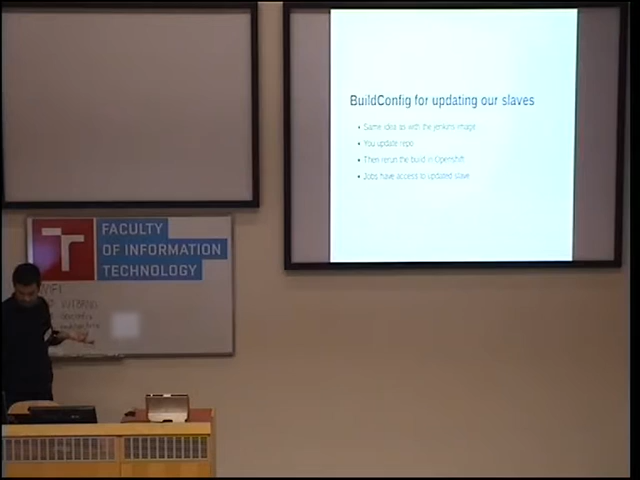 BuildConfig for updating our slaves
• Same idea as with the jenkins image
• You update repo
• Then rerun the build in Openshift
• Jobs have access to updated slave
FACULTY
OF INFORMATION
TECHNOLOGY